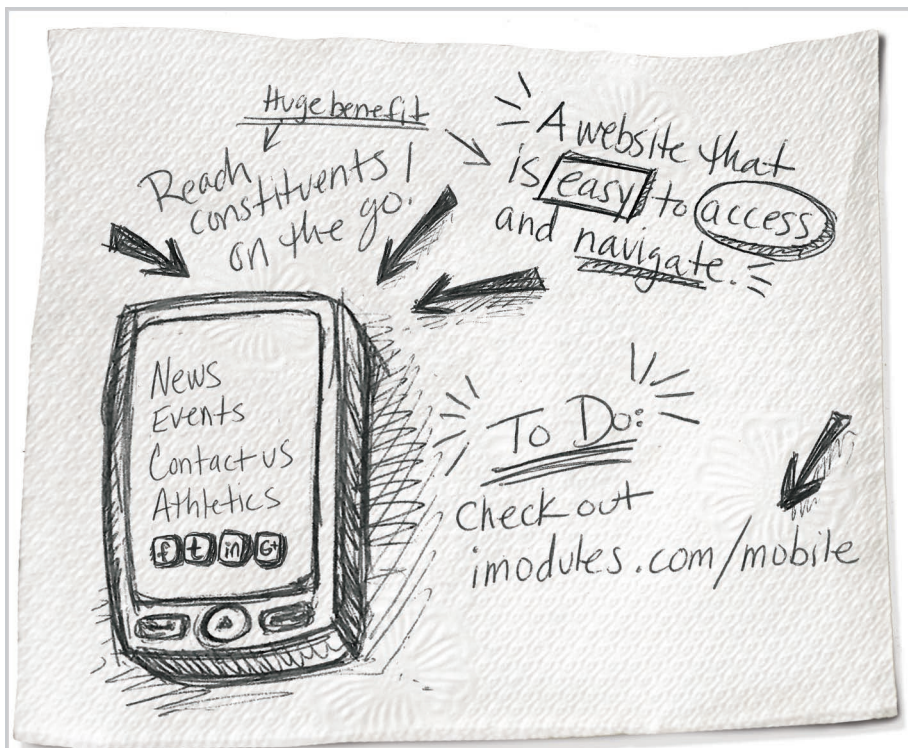 Huge benefit
Reach
constituents
on the go!
A website that
is easy to access
and navigate.
News
Events
Contact us
Athletics
f t in G+
To Do:
Check out
imodules.com/mobile